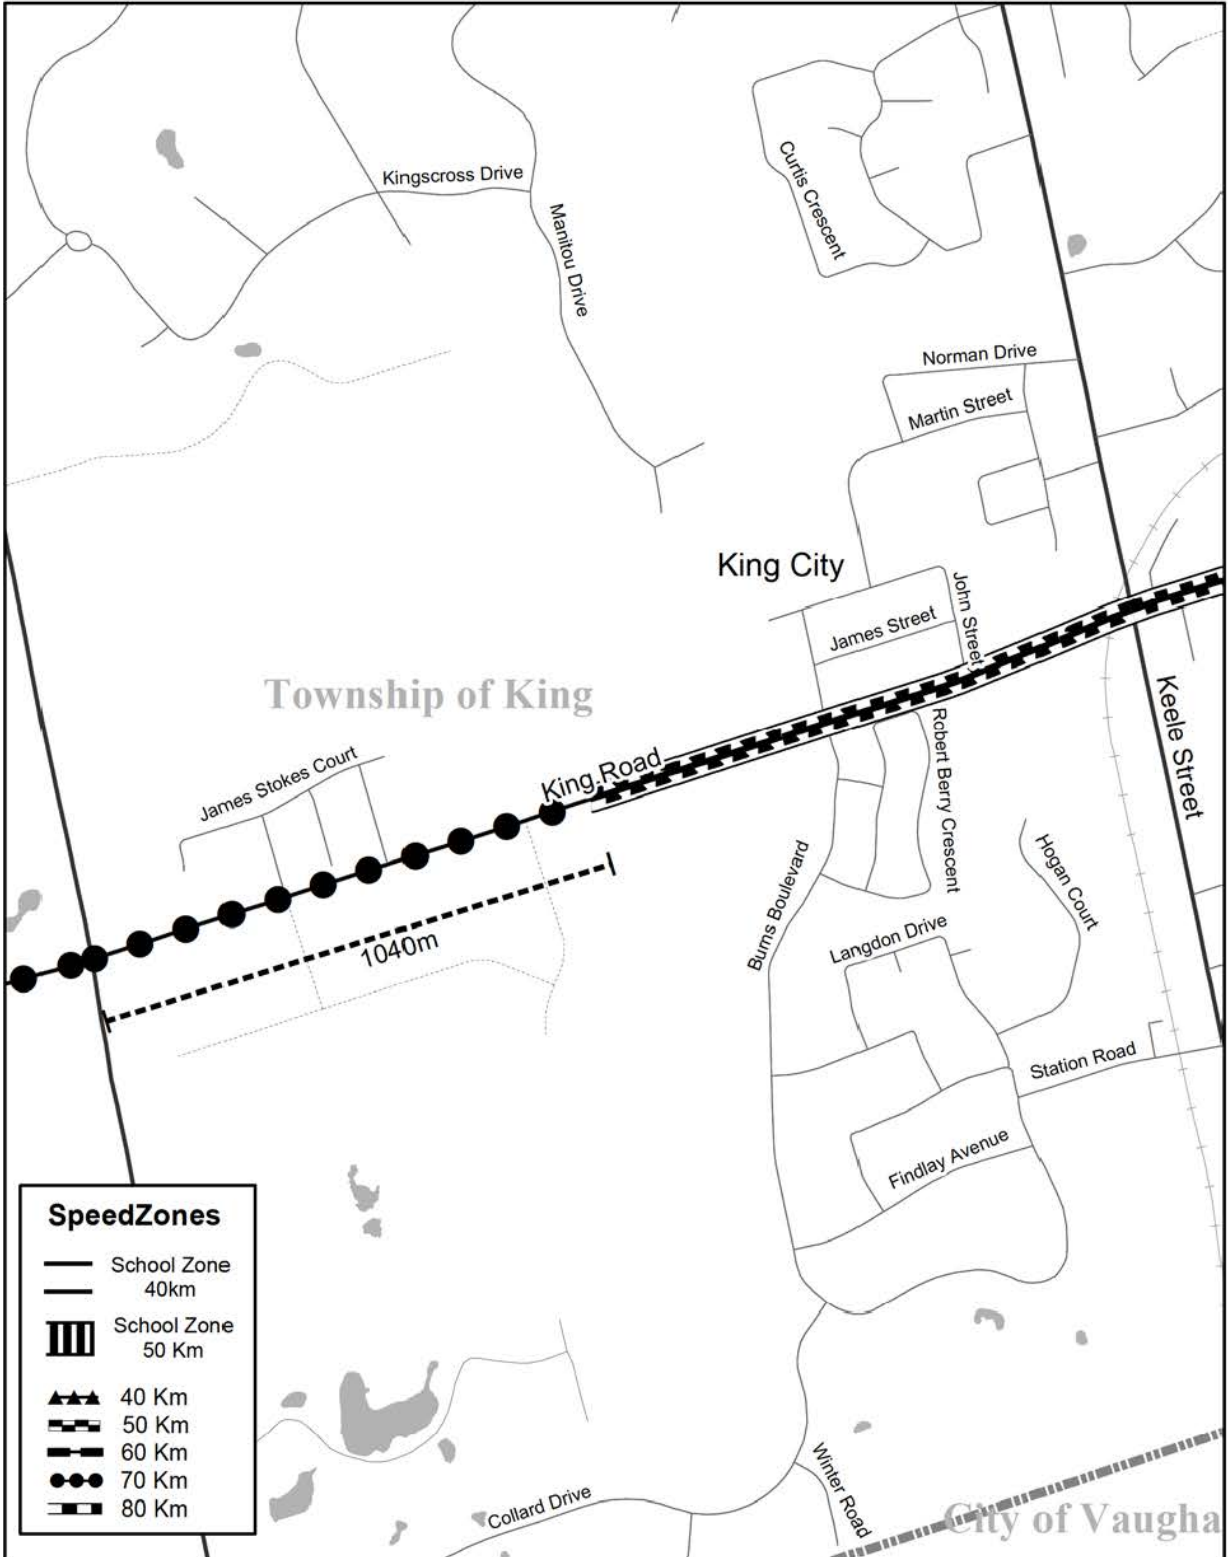 Kingscross Drive
Manitou Drive
Curtis Crescent
Norman Drive
Martin Street
King City
John Street
James Street
Township of King
Keele Street
King Road
James Stokes Court
Robert Berry Crescent
Burns Boulevard
Hogan Court
Langdon Drive
1040m
Station Road
Findlay Avenue
SpeedZones
School Zone
40km
School Zone
50 Km
40 Km
50 Km
60 Km
70 Km
80 Km
Winter Road
Collard Drive
City of Vaugha